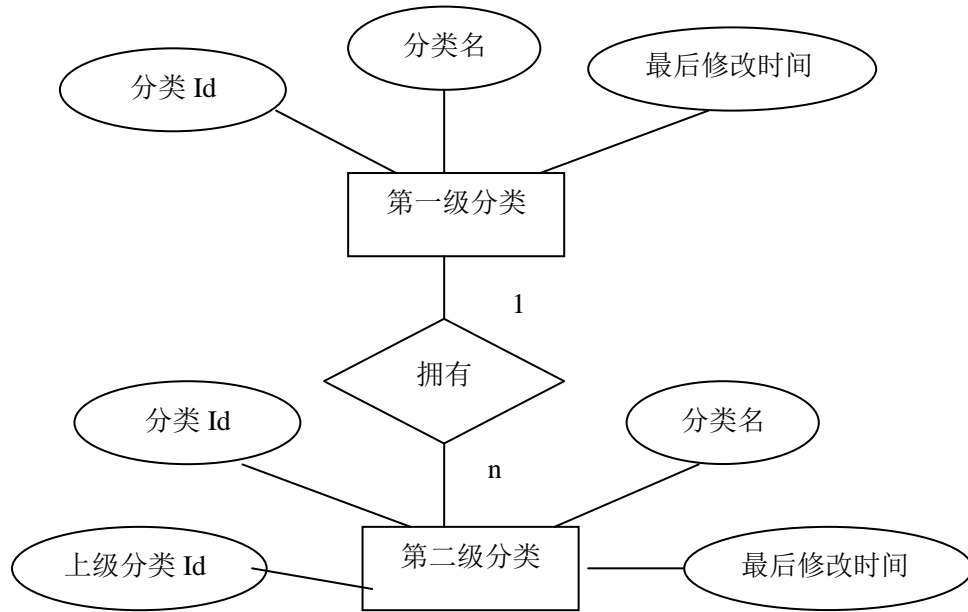 分类名
最后修改时间
分类 Id
第一级分类
1
拥有
分类 Id
分类名
n
上级分类 Id
第二级分类
最后修改时间